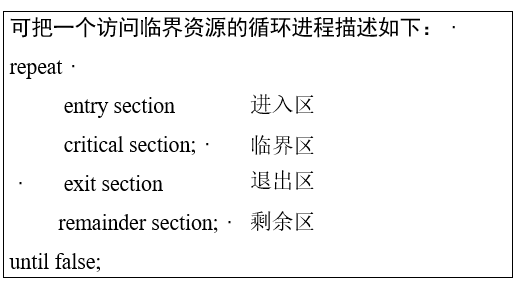 可把一个访问临界资源的循环进程描述如下：
repeat
entry section 进入区
critical section; 临界区
exit section 退出区
remainder section; 剩余区
until false;